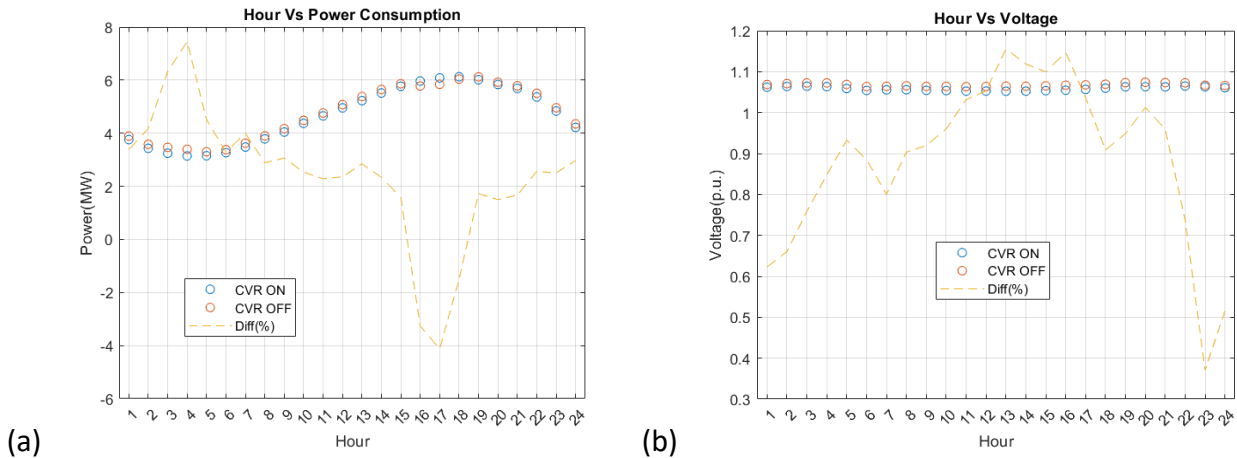 Hour Vs Power Consumption
8
6
4
2
0
-2
-4
-6
Power(MW)
CVR ON
CVR OFF
Diff(%)
1 2 3 4 5 6 7 8 9 10 11 12 13 14 15 16 17 18 19 20 21 22 23 24
Hour
(a)
Hour Vs Voltage
1.2
1.1
1
0.9
0.8
0.7
0.6
0.5
0.4
0.3
Voltage(p.u.)
CVR ON
CVR OFF
Diff(%)
1 2 3 4 5 6 7 8 9 10 11 12 13 14 15 16 17 18 19 20 21 22 23 24
Hour
(b)